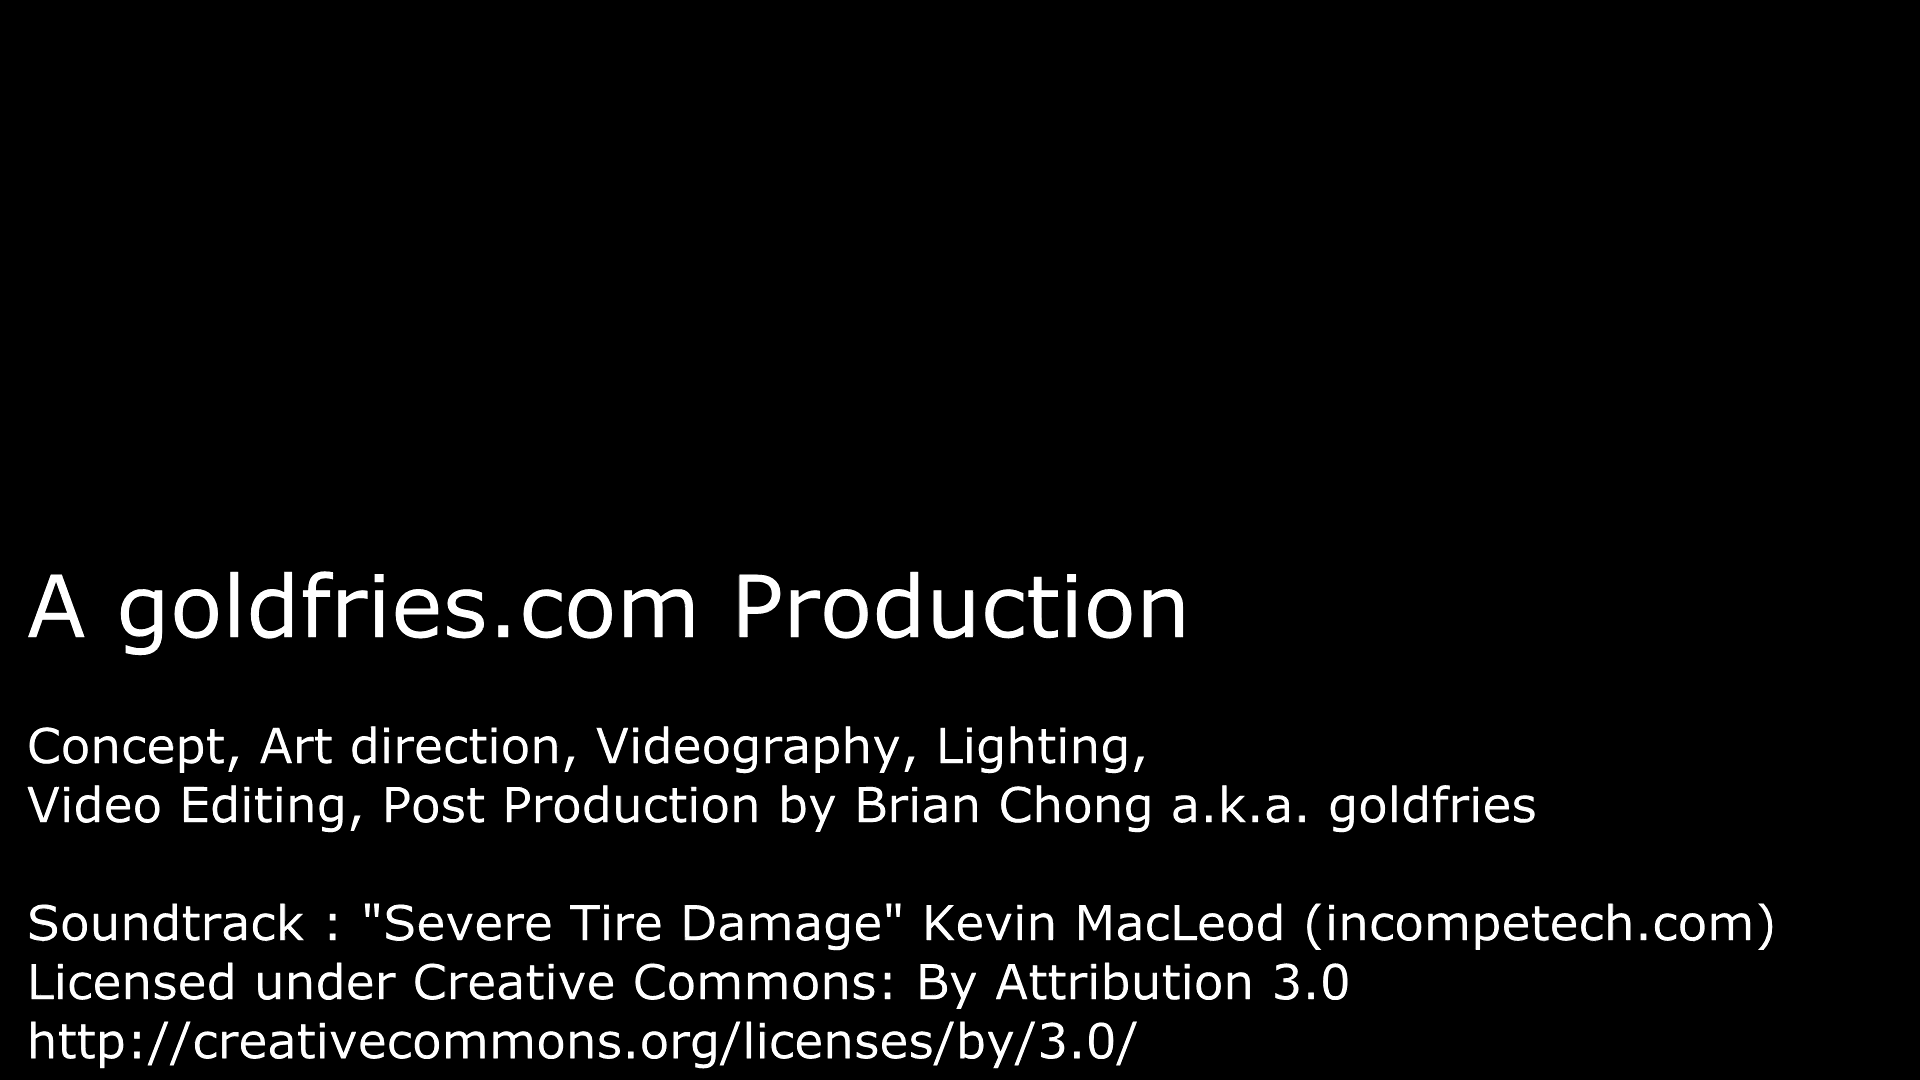 A goldfries.com Production
Concept, Art direction, Videography, Lighting,
Video Editing, Post Production by Brian Chong a.k.a. goldfries
Soundtrack : "Severe Tire Damage" Kevin MacLeod (incompetech.com)
Licensed under Creative Commons: By Attribution 3.0
http://creativecommons.org/licenses/by/3.0/